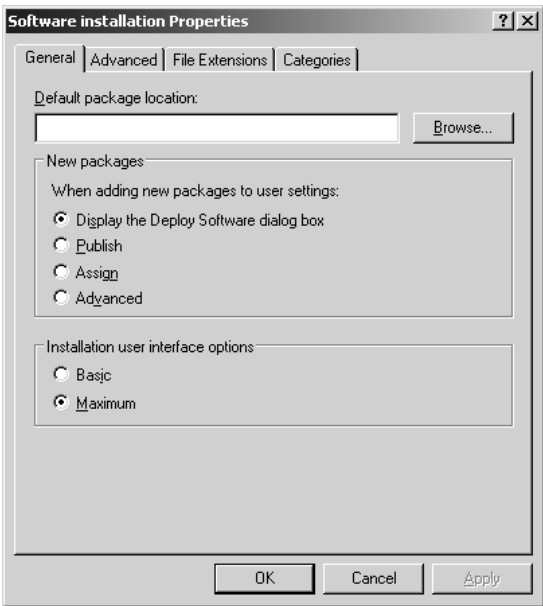 Software installation Properties
General Advanced File Extensions Categories
Default package location:
Browse...
New packages
When adding new packages to user settings:
Display the Deploy Software dialog box
Publish
Assign
Advanced
Installation user interface options
Basic
Maximum
OK Cancel Apply